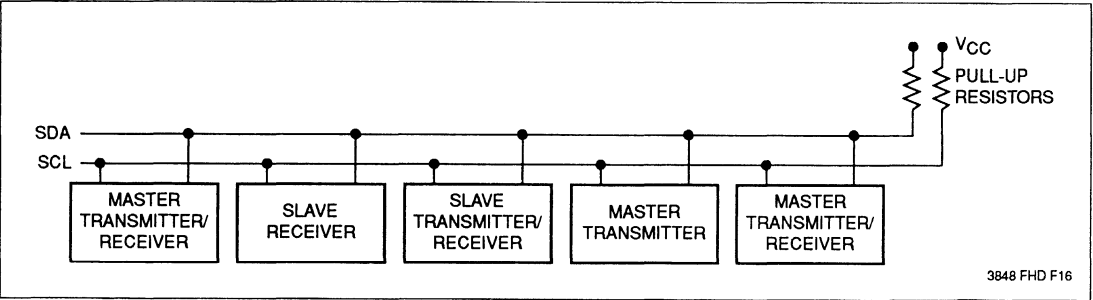 VCC
PULL-UP
RESISTORS
SDA
SCL
MASTER
TRANSMITTER/
RECEIVER
SLAVE
RECEIVER
SLAVE
TRANSMITTER/
RECEIVER
MASTER
TRANSMITTER
MASTER
TRANSMITTER/
RECEIVER
3848 FHD F16